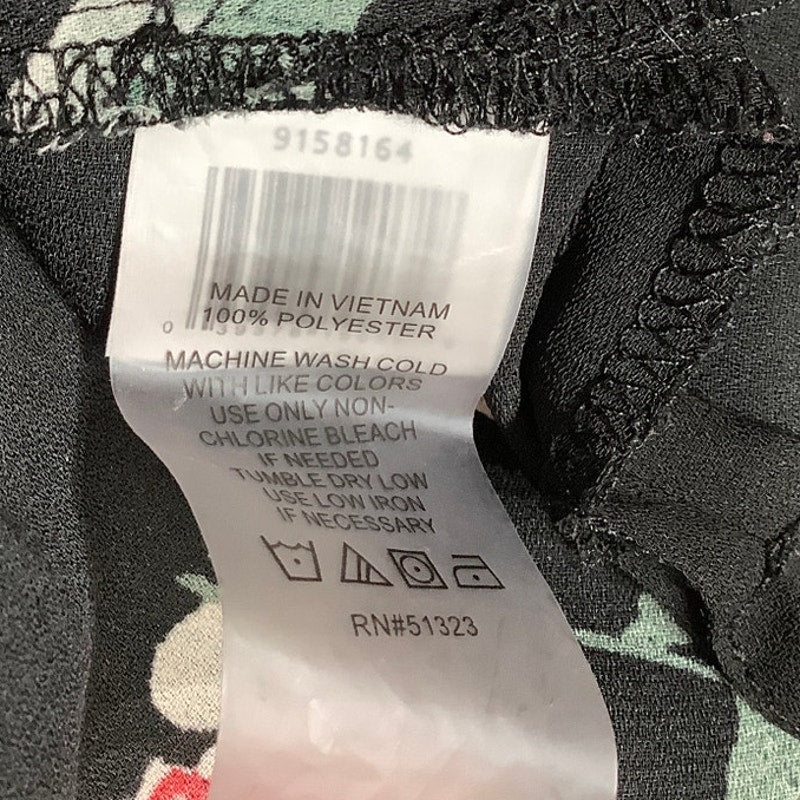 9158164
MADE IN VIETNAM
100% POLYESTER
0
MACHINE WASH COLD
WITH LIKE COLORS
USE ONLY NON-
CHLORINE BLEACH
IF NEEDED
TUMBLE DRY LOW
USE LOW IRON
IF NECESSARY
RN#51323